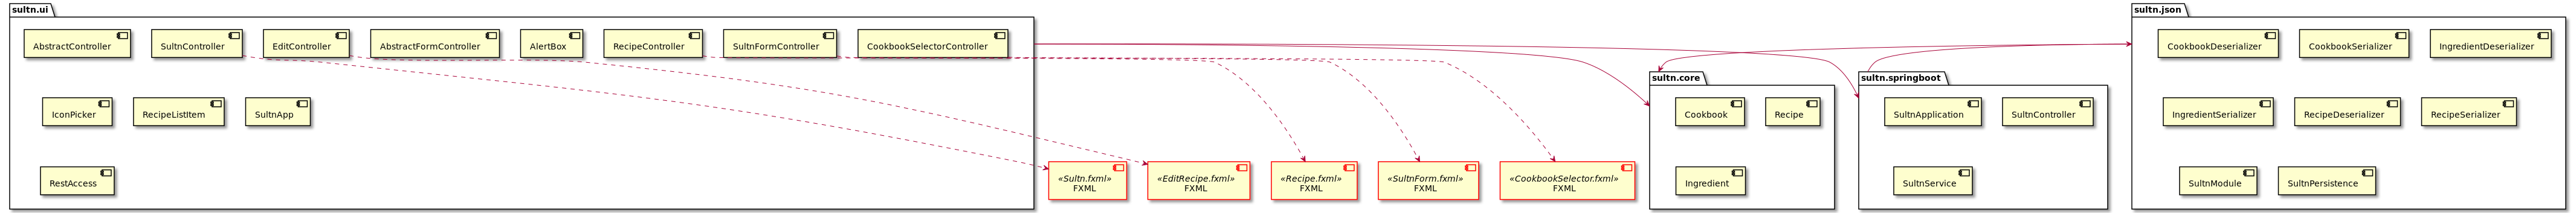 sultn.ui
AbstractController
SultnController
EditController
AbstractFormController
AlertBox
RecipeController
SultnFormController
CookbookSelectorController
IconPicker
RecipeListItem
SultnApp
RestAccess
«Sultn.fxml»
FXML
«EditRecipe.fxml»
FXML
«Recipe.fxml»
FXML
«SultnForm.fxml»
FXML
«CookbookSelector.fxml»
FXML
sultn.core
Cookbook
Recipe
Ingredient
sultn.springboot
SultnApplication
SultnController
SultnService
sultn.json
CookbookDeserializer
CookbookSerializer
IngredientDeserializer
IngredientSerializer
RecipeDeserializer
RecipeSerializer
SultnModule
SultnPersistence